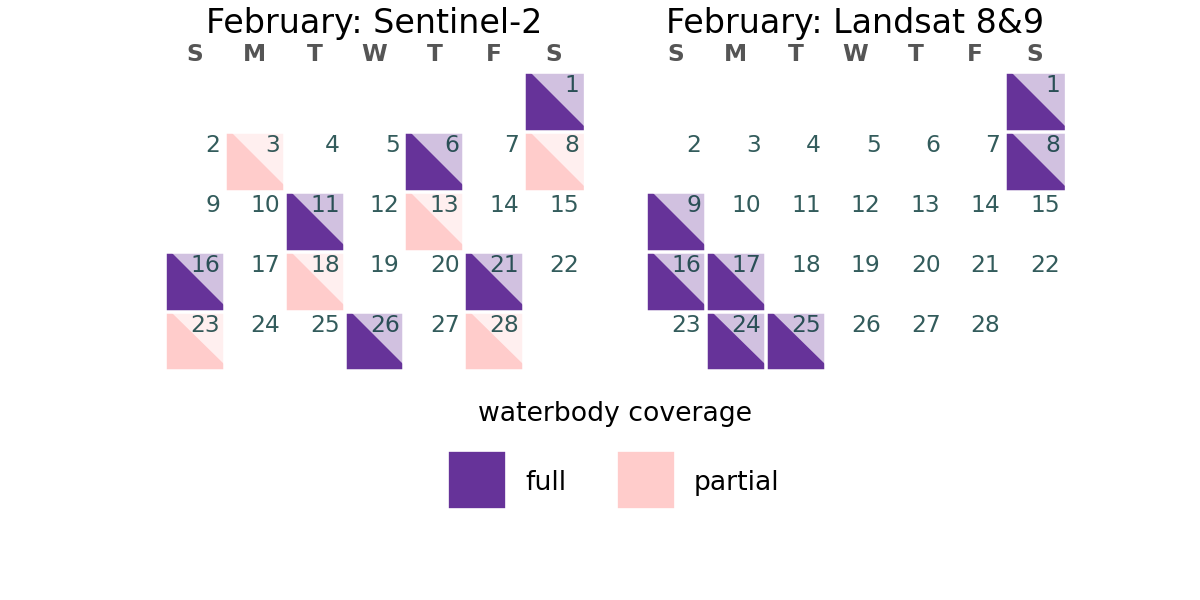 February: Sentinel-2
S M T W T F S
1
2 3 4 5 6 7 8
9 10 11 12 13 14 15
16 17 18 19 20 21 22
23 24 25 26 27 28
February: Landsat 8&9
S M T W T F S
1
2 3 4 5 6 7 8
9 10 11 12 13 14 15
16 17 18 19 20 21 22
23 24 25 26 27 28
waterbody coverage
full
partial